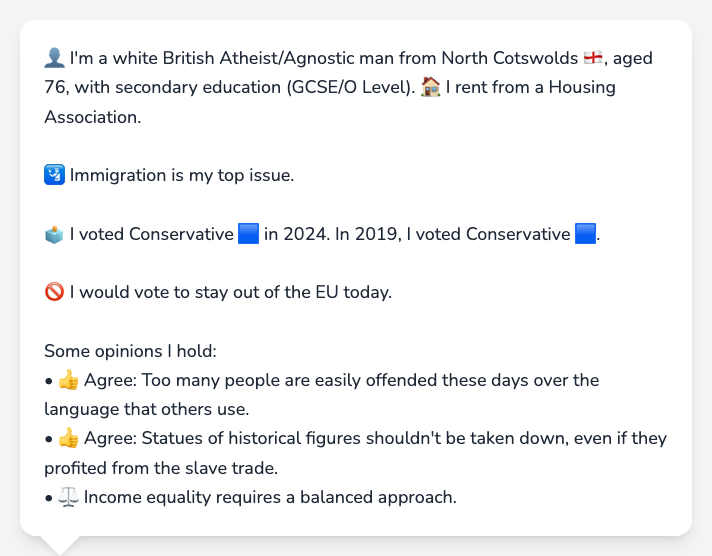 👤 I'm a white British Atheist/Agnostic man from North Cotswolds 🏴󠁧󠁢󠁥󠁮󠁧󠁿, aged
76, with secondary education (GCSE/O Level). 🏠 I rent from a Housing
Association.
🛂 Immigration is my top issue.
🗳️ I voted Conservative 🟦 in 2024. In 2019, I voted Conservative 🟦.
🚫 I would vote to stay out of the EU today.
Some opinions I hold:
• 👍 Agree: Too many people are easily offended these days over the
language that others use.
• 👍 Agree: Statues of historical figures shouldn't be taken down, even if they
profited from the slave trade.
• ⚖️ Income equality requires a balanced approach.